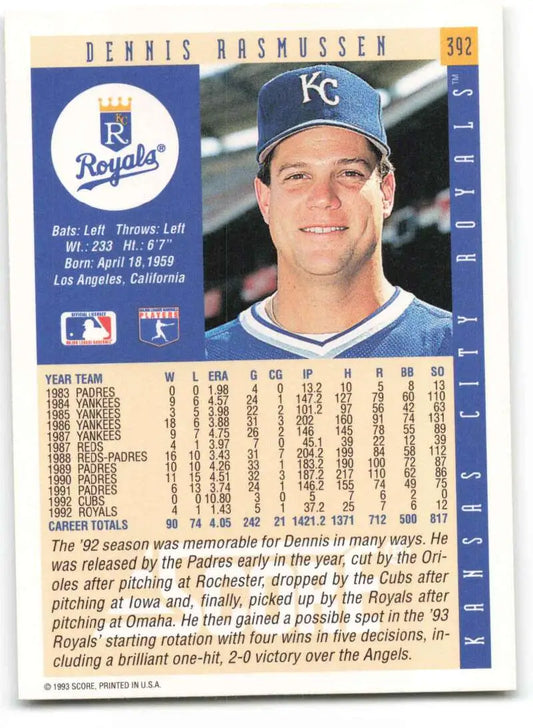 DENNIS RASMUSSEN
392
KC
KC
R
Royals®
Bats: Left Throws: Left
Wt.: 233 Ht.: 6'7"
Born: April 18,1959
Los Angeles, California
OFFICIAL LICENSEE
MAJOR LEAGUE BASEBALL
PLAYERS
KANSAS CITY ROYALS™
YEAR TEAM W L ERA G CG IP H R BB SO
1983 PADRES 0 0 1.98 4 0 13.2 10 5 8 13
1984 YANKEES 9 6 4.57 24 1 147.2 127 79 60 110
1985 YANKEES 3 5 3.98 22 2 101.2 97 56 42 63
1986 YANKEES 18 6 3.88 31 3 202 160 91 74 131
1987 YANKEES 9 7 4.75 26 2 146 145 78 55 89
1987 REDS 4 1 3.97 7 0 45.1 39 22 12 39
1988 REDS-PADRES 16 10 3.43 31 7 204.2 199 84 58 112
1989 PADRES 10 10 4.26 33 1 183.2 190 100 72 87
1990 PADRES 11 15 4.51 32 3 187.2 217 110 62 86
1991 PADRES 6 13 3.74 24 1 146.2 155 74 49 75
1992 CUBS 0 0 10.80 3 0 5 7 6 2 0
1992 ROYALS 4 1 1.43 5 1 37.2 25 7 6 12
CAREER TOTALS 90 74 4.05 242 21 1421.2 1371 712 500 817
The '92 season was memorable for Dennis in many ways. He
was released by the Padres early in the year, cut by the Ori-
oles after pitching at Rochester, dropped by the Cubs after
pitching at Iowa and, finally, picked up by the Royals after
pitching at Omaha. He then gained a possible spot in the '93
Royals' starting rotation with four wins in five decisions, in-
cluding a brilliant one-hit, 2-0 victory over the Angels.
© 1993 SCORE, PRINTED IN U.S.A.